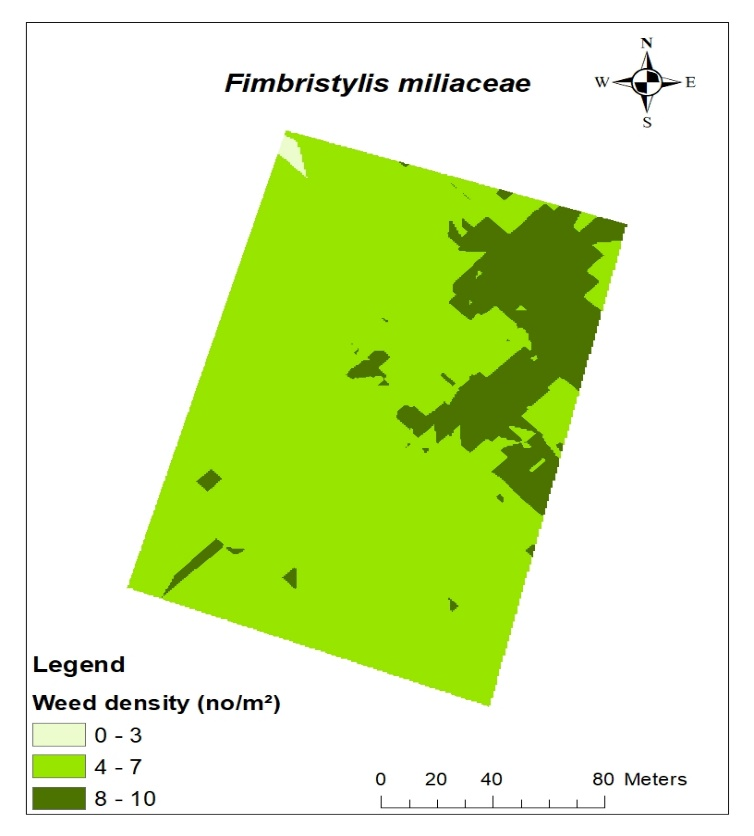 Fimbristylis miliaceae
N
W E
S
Legend
Weed density (no/m²)
0 - 3
4 - 7
8 - 10
0 20 40 80 Meters